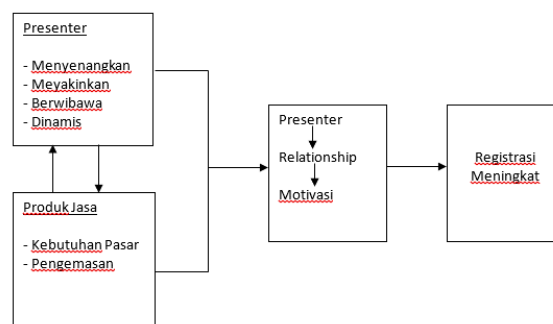 Presenter
- Menyenangkan
- Meyakinkan
- Berwibawa
- Dinamis
Produk Jasa
- Kebutuhan Pasar
- Pengemasan
Presenter
Relationship
Motivasi
Registrasi
Meningkat